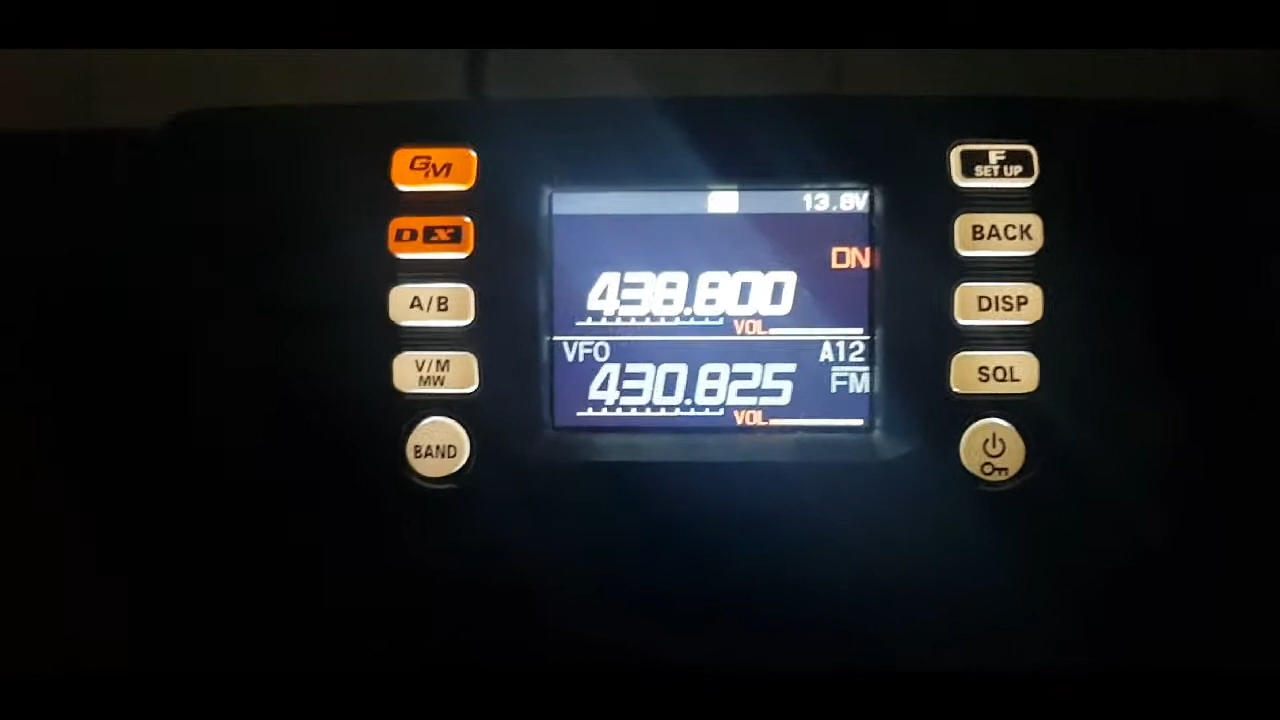 GM
DX
A/B
V/M
MW
BAND
13.8V
DN
438.800
VOL
VFO
A12
430.825
FM
VOL
F
SET UP
BACK
DISP
SQL